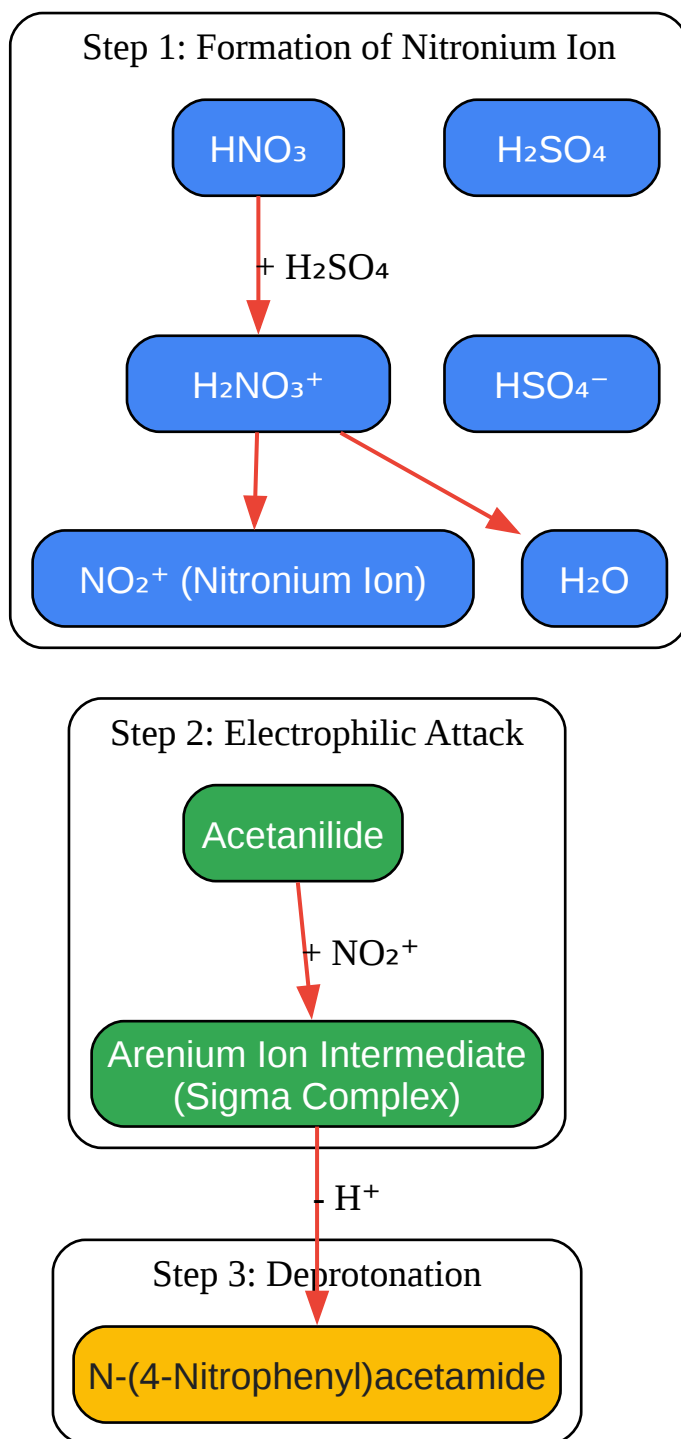 Step 1: Formation of Nitronium Ion
HNO₃
H₂SO₄
+ H₂SO₄
H₂NO₃⁺
HSO₄⁻
NO₂⁺ (Nitronium Ion)
H₂O
Step 2: Electrophilic Attack
Acetanilide
+ NO₂⁺
Arenium Ion Intermediate
(Sigma Complex)
- H⁺
Step 3: Deprotonation
N-(4-Nitrophenyl)acetamide